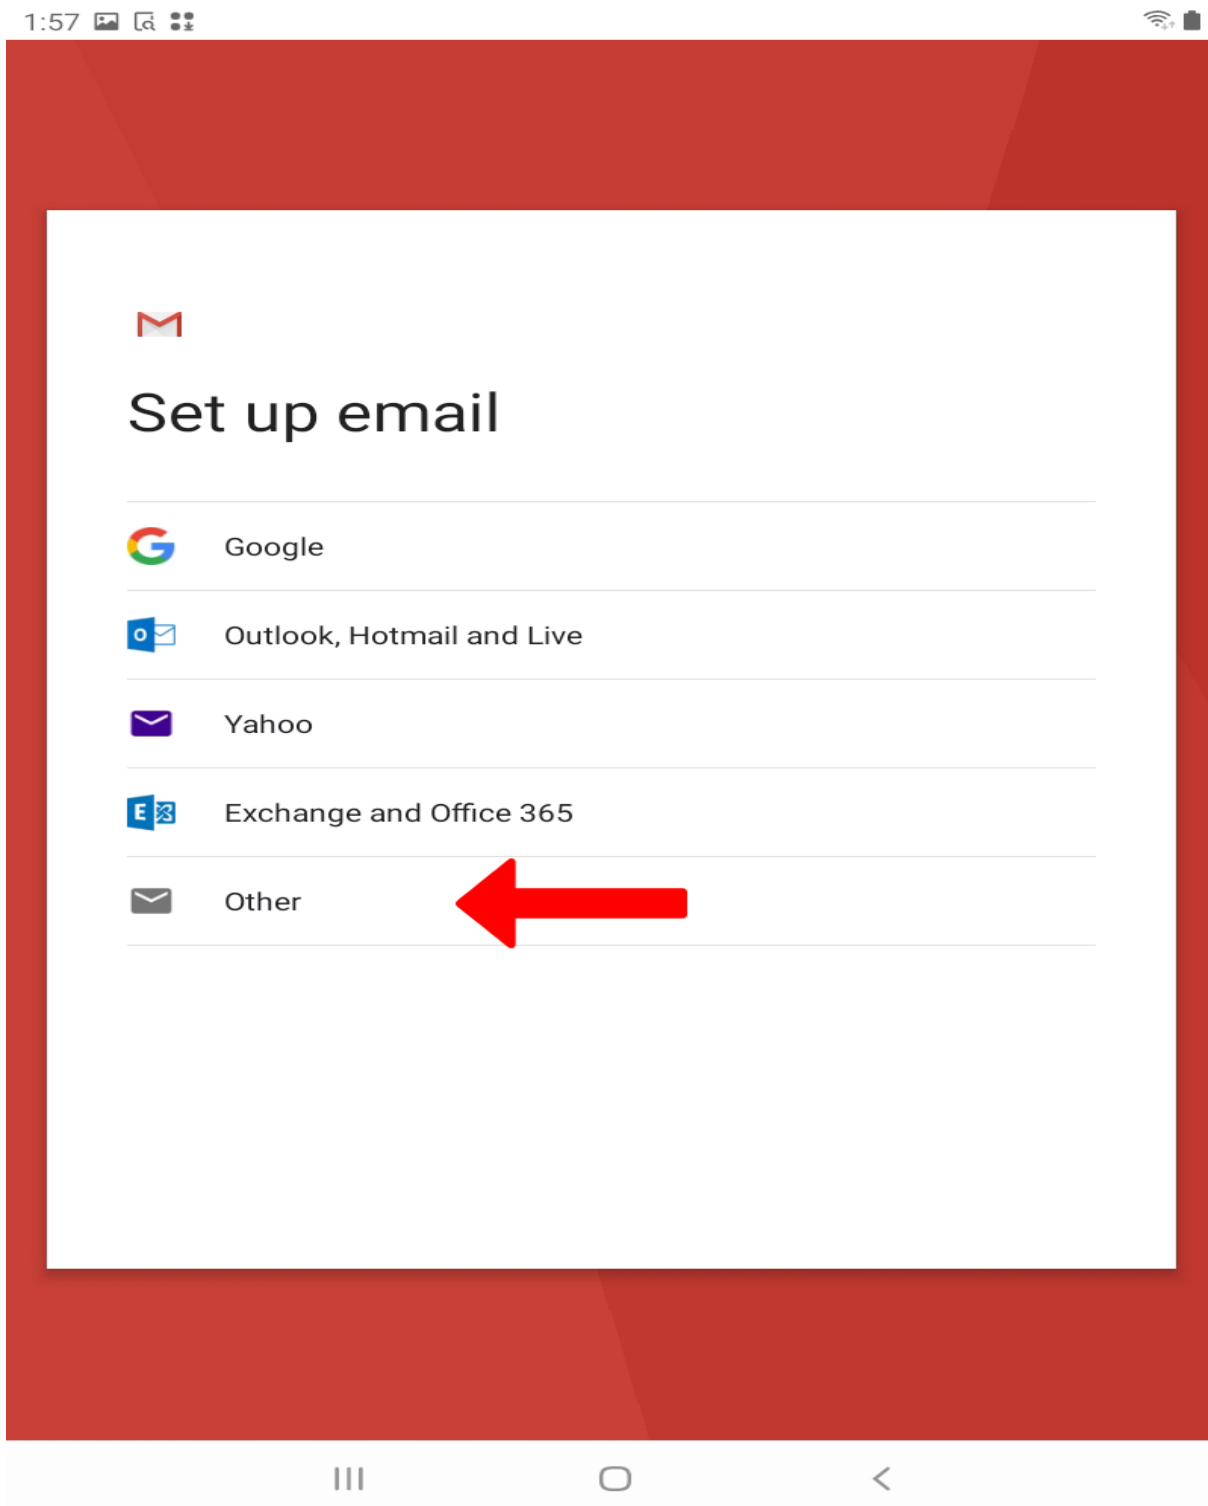 1:57
Set up email
Google
Outlook, Hotmail and Live
Yahoo
Exchange and Office 365
Other